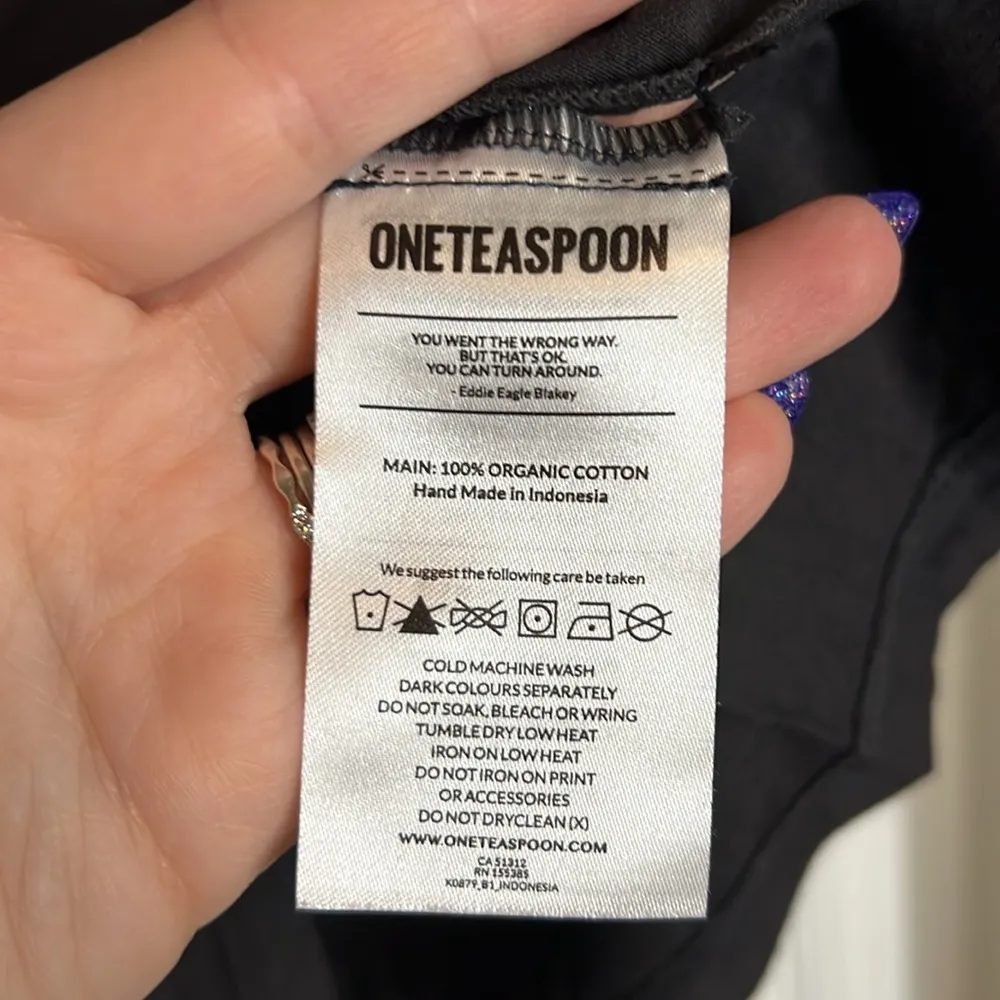 ONETEASPOON
YOU WENT THE WRONG WAY.
BUT THAT'S OK.
YOU CAN TURN AROUND.
- Eddie Eagle Blakey
MAIN: 100% ORGANIC COTTON
Hand Made in Indonesia
We suggest the following care be taken
COLD MACHINE WASH
DARK COLOURS SEPARATELY
DO NOT SOAK, BLEACH OR WRING
TUMBLE DRY LOW HEAT
IRON ON LOW HEAT
DO NOT IRON ON PRINT
OR ACCESSORIES
DO NOT DRYCLEAN (X)
WWW.ONETEASPOON.COM
CA 51312
RN 155385
X0879_B1_INDONESIA